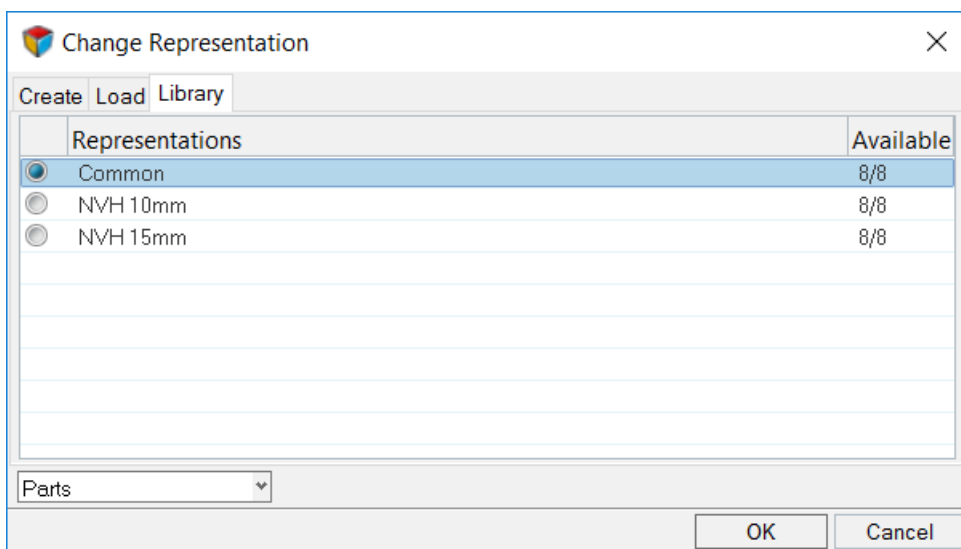 Change Representation
Create Load Library
Representations Available
Common 8/8
NVH 10mm 8/8
NVH 15mm 8/8
Parts
OK Cancel